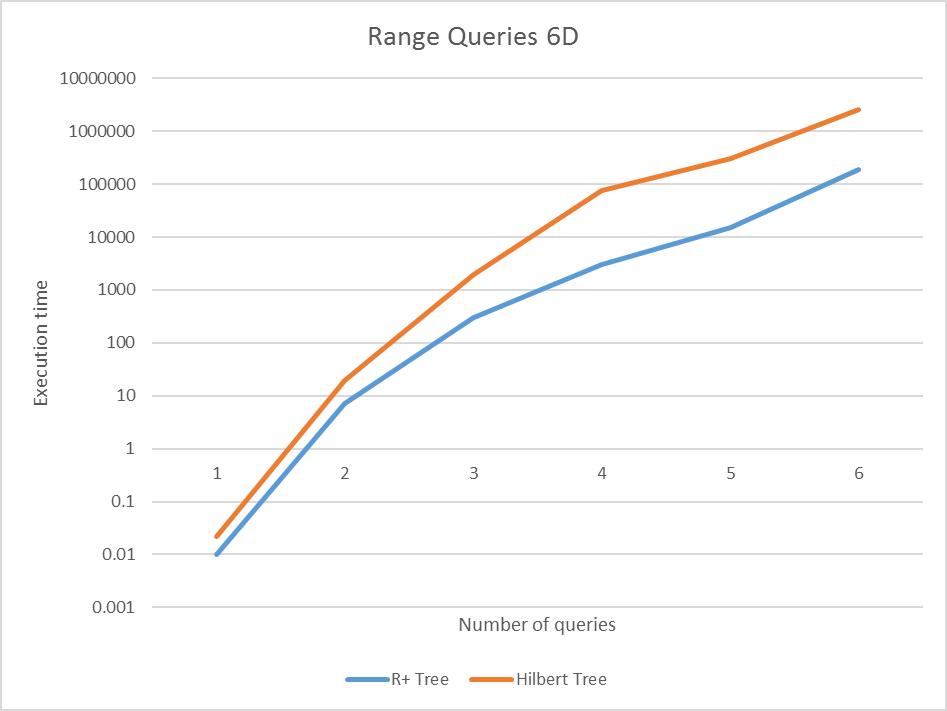 Range Queries 6D
10000000
1000000
100000
10000
1000
100
10
1
0.1
0.01
0.001
Execution time
1 2 3 4 5 6
Number of queries
R+ Tree Hilbert Tree